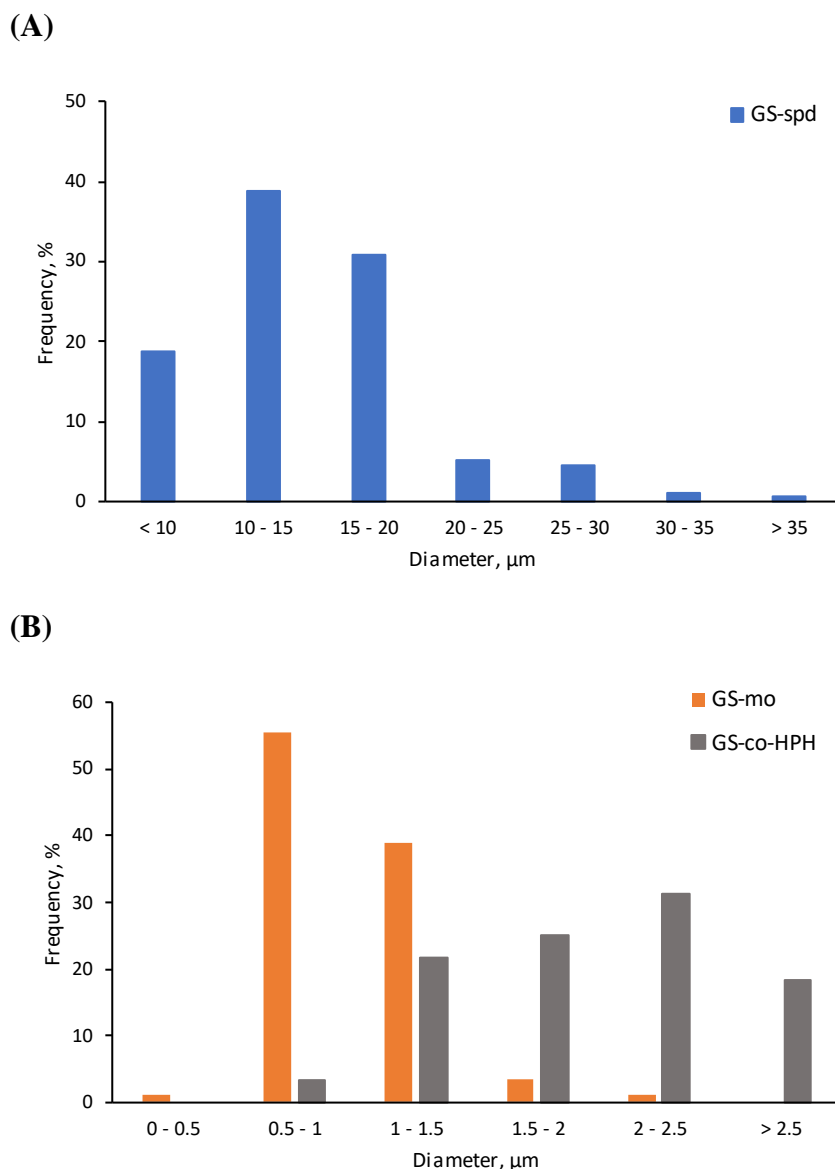 (A)
50
40
30
20
10
0
Frequency, %
GS-spd
< 10 10 - 15 15 - 20 20 - 25 25 - 30 30 - 35 > 35
Diameter, µm
(B)
60
50
40
30
20
10
0
Frequency, %
GS-mo
GS-co-HPH
0 - 0.5 0.5 - 1 1 - 1.5 1.5 - 2 2 - 2.5 > 2.5
Diameter, µm